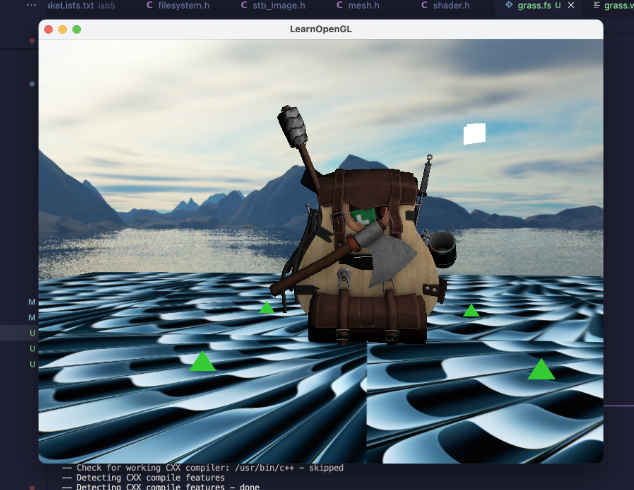 ··· ‹akeLists.txt lab5 C filesystem.h C stb_image.h C mesh.h C shader.h grass.fs U × grass.v
LearnOpenGL
M
M
U
U
U
—— Check for working CXX compiler: /usr/bin/c++ - skipped
—— Detecting CXX compile features
—— Detecting CXX compile features - done